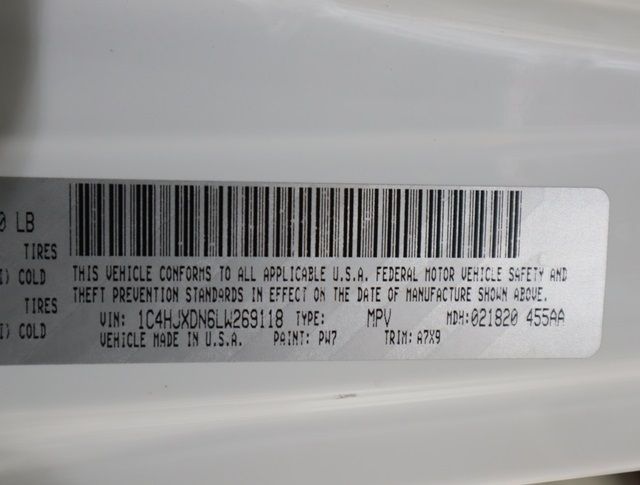 0 LB
TIRES
I) COLD
TIRES
I) COLD
THIS VEHICLE CONFORMS TO ALL APPLICABLE U.S.A. FEDERAL MOTOR VEHICLE SAFETY AND
THEFT PREVENTION STANDARDS IN EFFECT ON THE DATE OF MANUFACTURE SHOWN ABOVE.
VIN: 1C4HJXDN6LW269118 TYPE: MPV MDH:021820 455AA
VEHICLE MADE IN U.S.A. PAINT: PW7 TRIM: A7X9